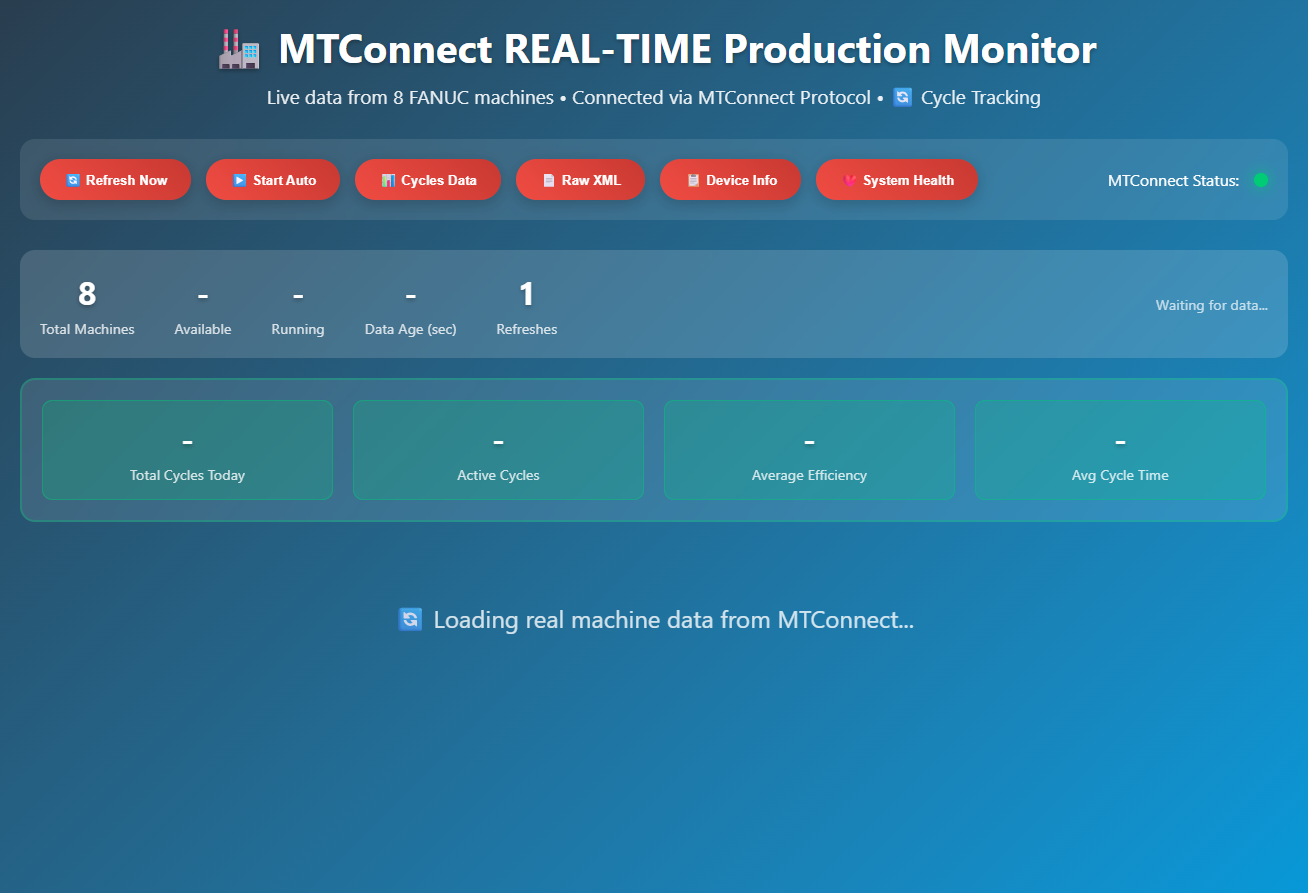 MTConnect REAL-TIME Production Monitor
Live data from 8 FANUC machines • Connected via MTConnect Protocol • Cycle Tracking
Refresh Now
Start Auto
Cycles Data
Raw XML
Device Info
System Health
MTConnect Status:
8
Total Machines
-
Available
-
Running
-
Data Age (sec)
1
Refreshes
Waiting for data...
-
Total Cycles Today
-
Active Cycles
-
Average Efficiency
-
Avg Cycle Time
Loading real machine data from MTConnect...